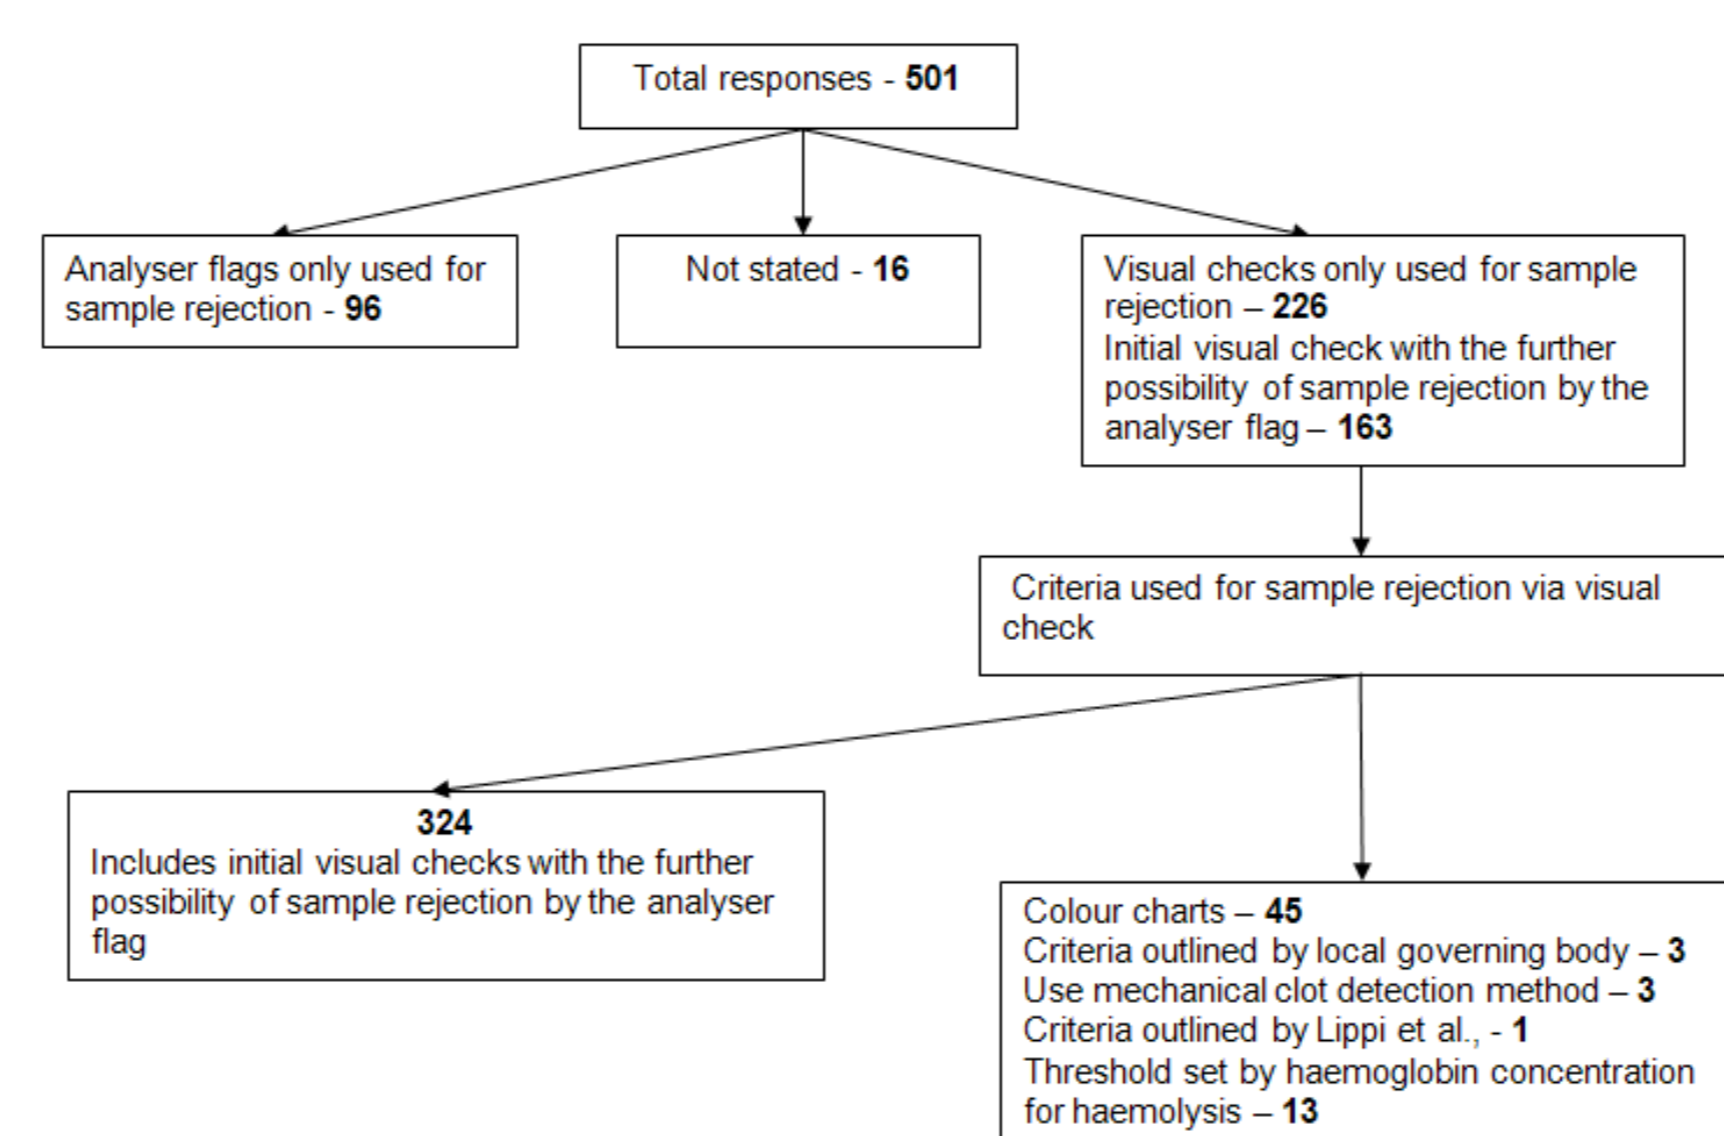 Total responses - 501
Analyser flags only used for
sample rejection - 96
Not stated - 16
Visual checks only used for sample
rejection – 226
Initial visual check with the further
possibility of sample rejection by the
analyser flag – 163
Criteria used for sample rejection via visual
check
324
Includes initial visual checks with the further
possibility of sample rejection by the analyser
flag
Colour charts – 45
Criteria outlined by local governing body – 3
Use mechanical clot detection method – 3
Criteria outlined by Lippi et al., - 1
Threshold set by haemoglobin concentration
for haemolysis – 13